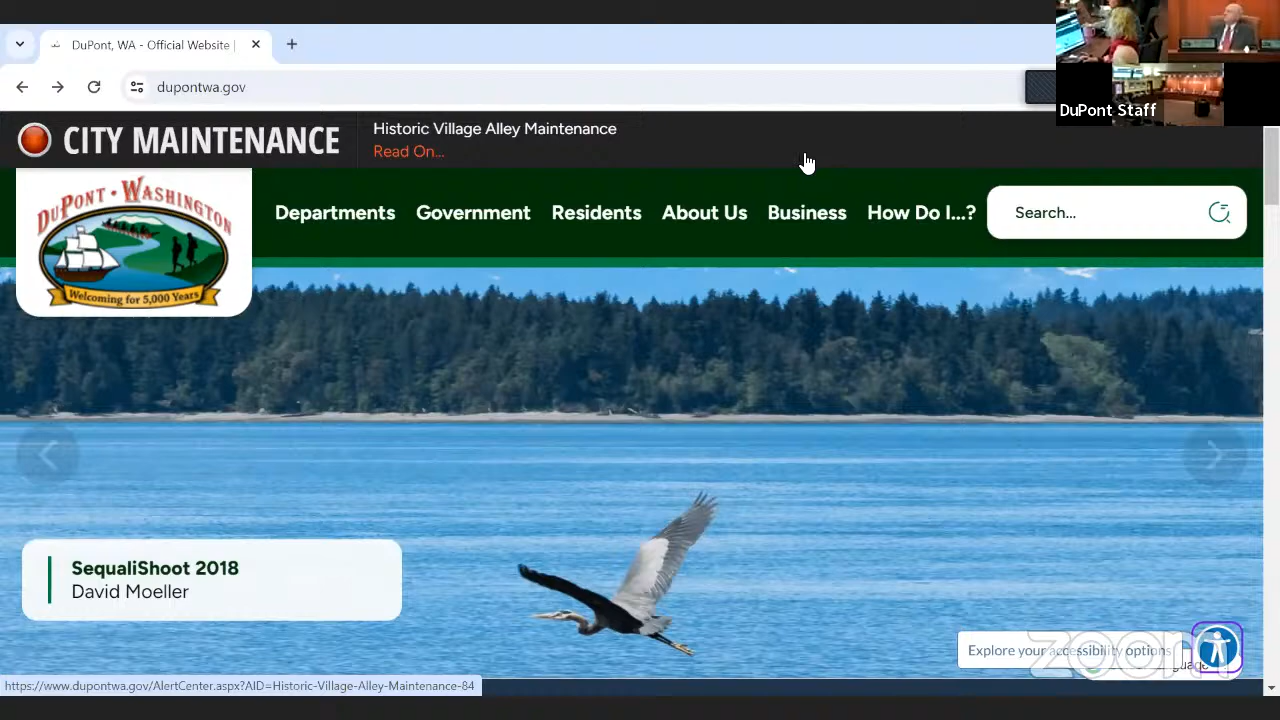 DuPont, WA - Official Website |
dupontwa.gov
DuPont Staff
CITY MAINTENANCE
Historic Village Alley Maintenance
Read On...
DuPont • Washington
Welcoming for 5,000 Years
Departments
Government
Residents
About Us
Business
How Do I...?
Search...
SequaliShoot 2018
David Moeller
Explore your accessibility options
zoom
https://www.dupontwa.gov/AlertCenter.aspx?AID=Historic-Village-Alley-Maintenance-84